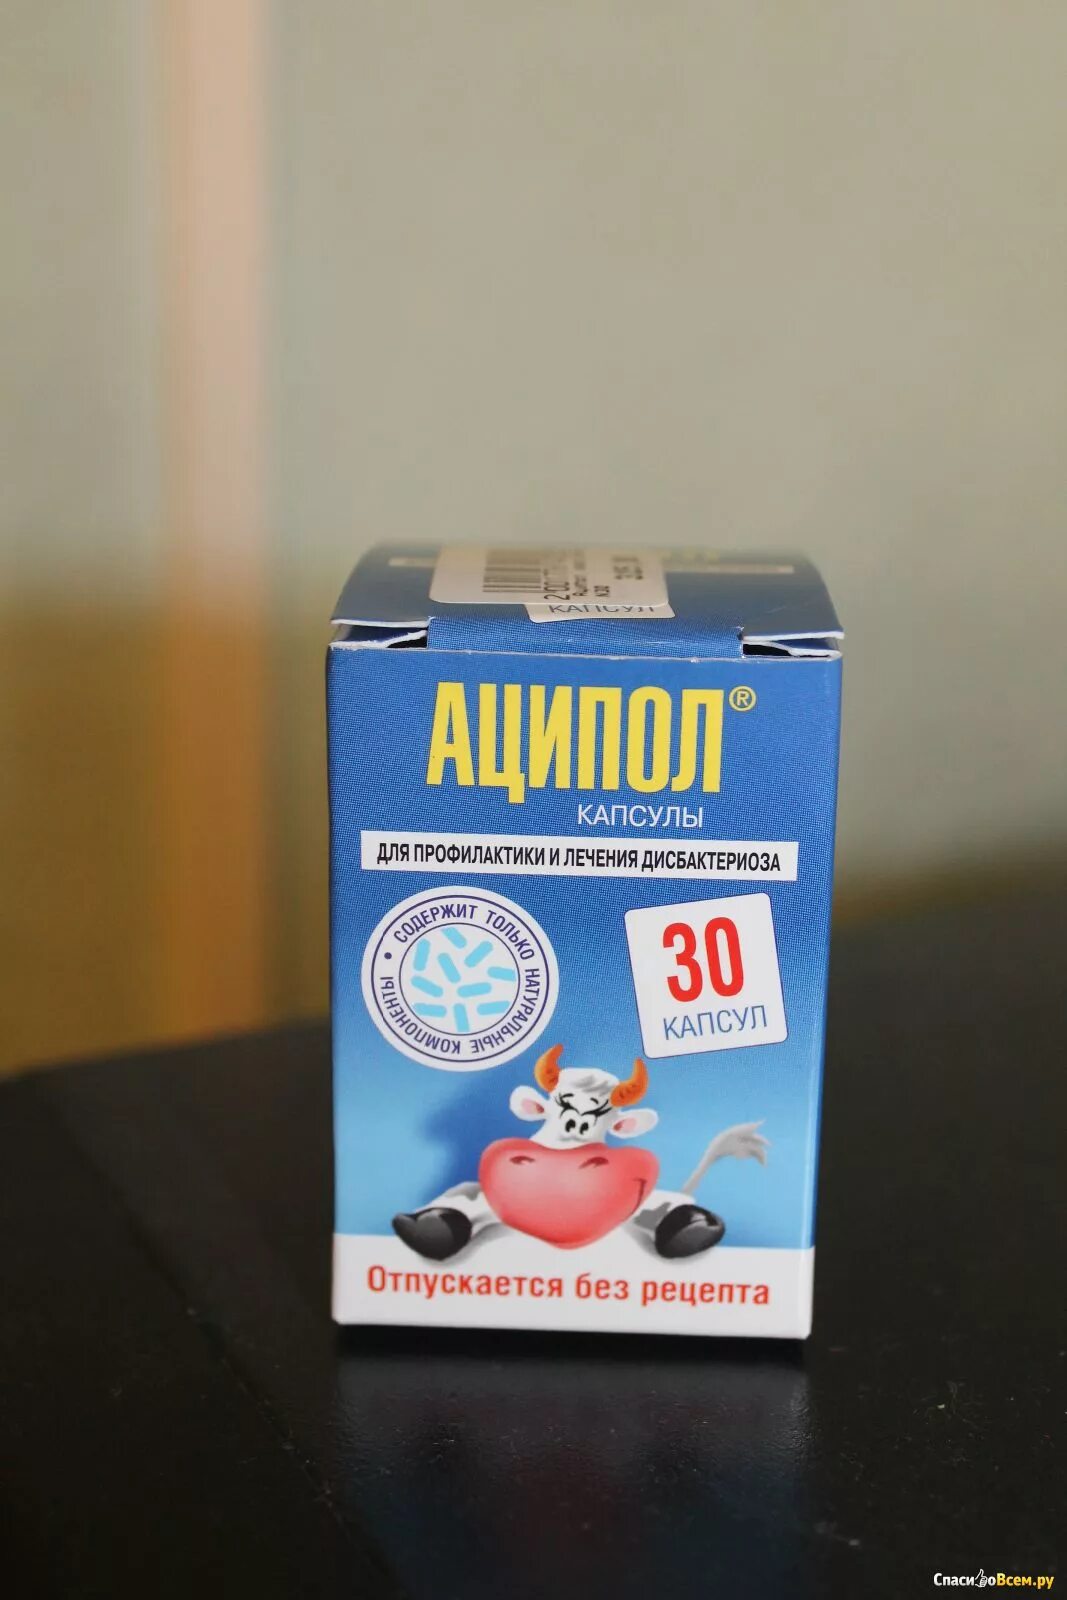 КАПСУЛ
АЦИПОЛ®
КАПСУЛЫ
ДЛЯ ПРОФИЛАКТИКИ И ЛЕЧЕНИЯ ДИСБАКТЕРИОЗА
• СОДЕРЖИТ ТОЛЬКО НАТУРАЛЬНЫЕ КОМПОНЕНТЫ
30
КАПСУЛ
Отпускается без рецепта
СпасибоВсем.ру